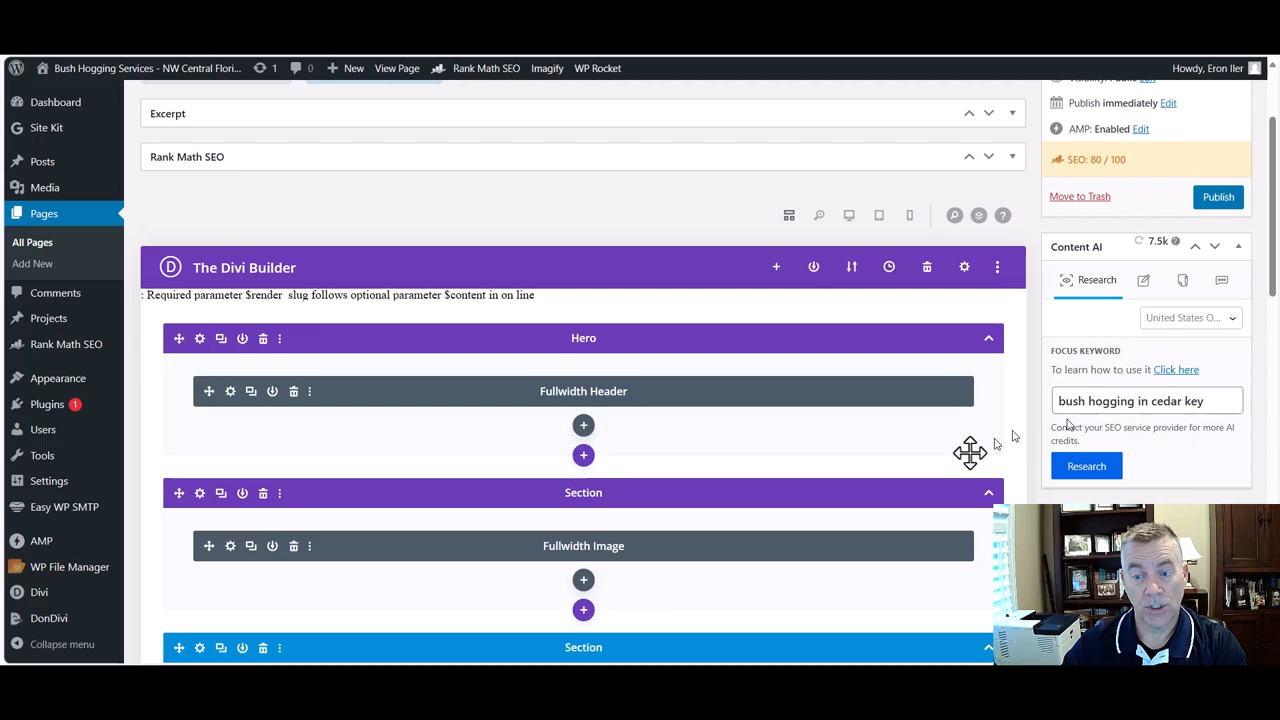 Bush Hogging Services - NW Central Flori... 1 0 New View Page Rank Math SEO Imagify WP Rocket Howdy, Eron Iler
Dashboard
Site Kit
Posts
Media
Pages
All Pages
Add New
Comments
Projects
Rank Math SEO
Appearance
Plugins 1
Users
Tools
Settings
Easy WP SMTP
AMP
WP File Manager
Divi
DonDivi
Collapse menu
Excerpt
Rank Math SEO
The Divi Builder
: Required parameter $render_slug follows optional parameter $content in on line
Hero
Fullwidth Header
Section
Fullwidth Image
Section
Visibility: Public Edit
Publish immediately Edit
AMP: Enabled Edit
SEO: 80 / 100
Move to Trash Publish
Content AI 7.5k
Research
United States O...
FOCUS KEYWORD
To learn how to use it Click here
bush hogging in cedar key
Contact your SEO service provider for more AI
credits.
Research